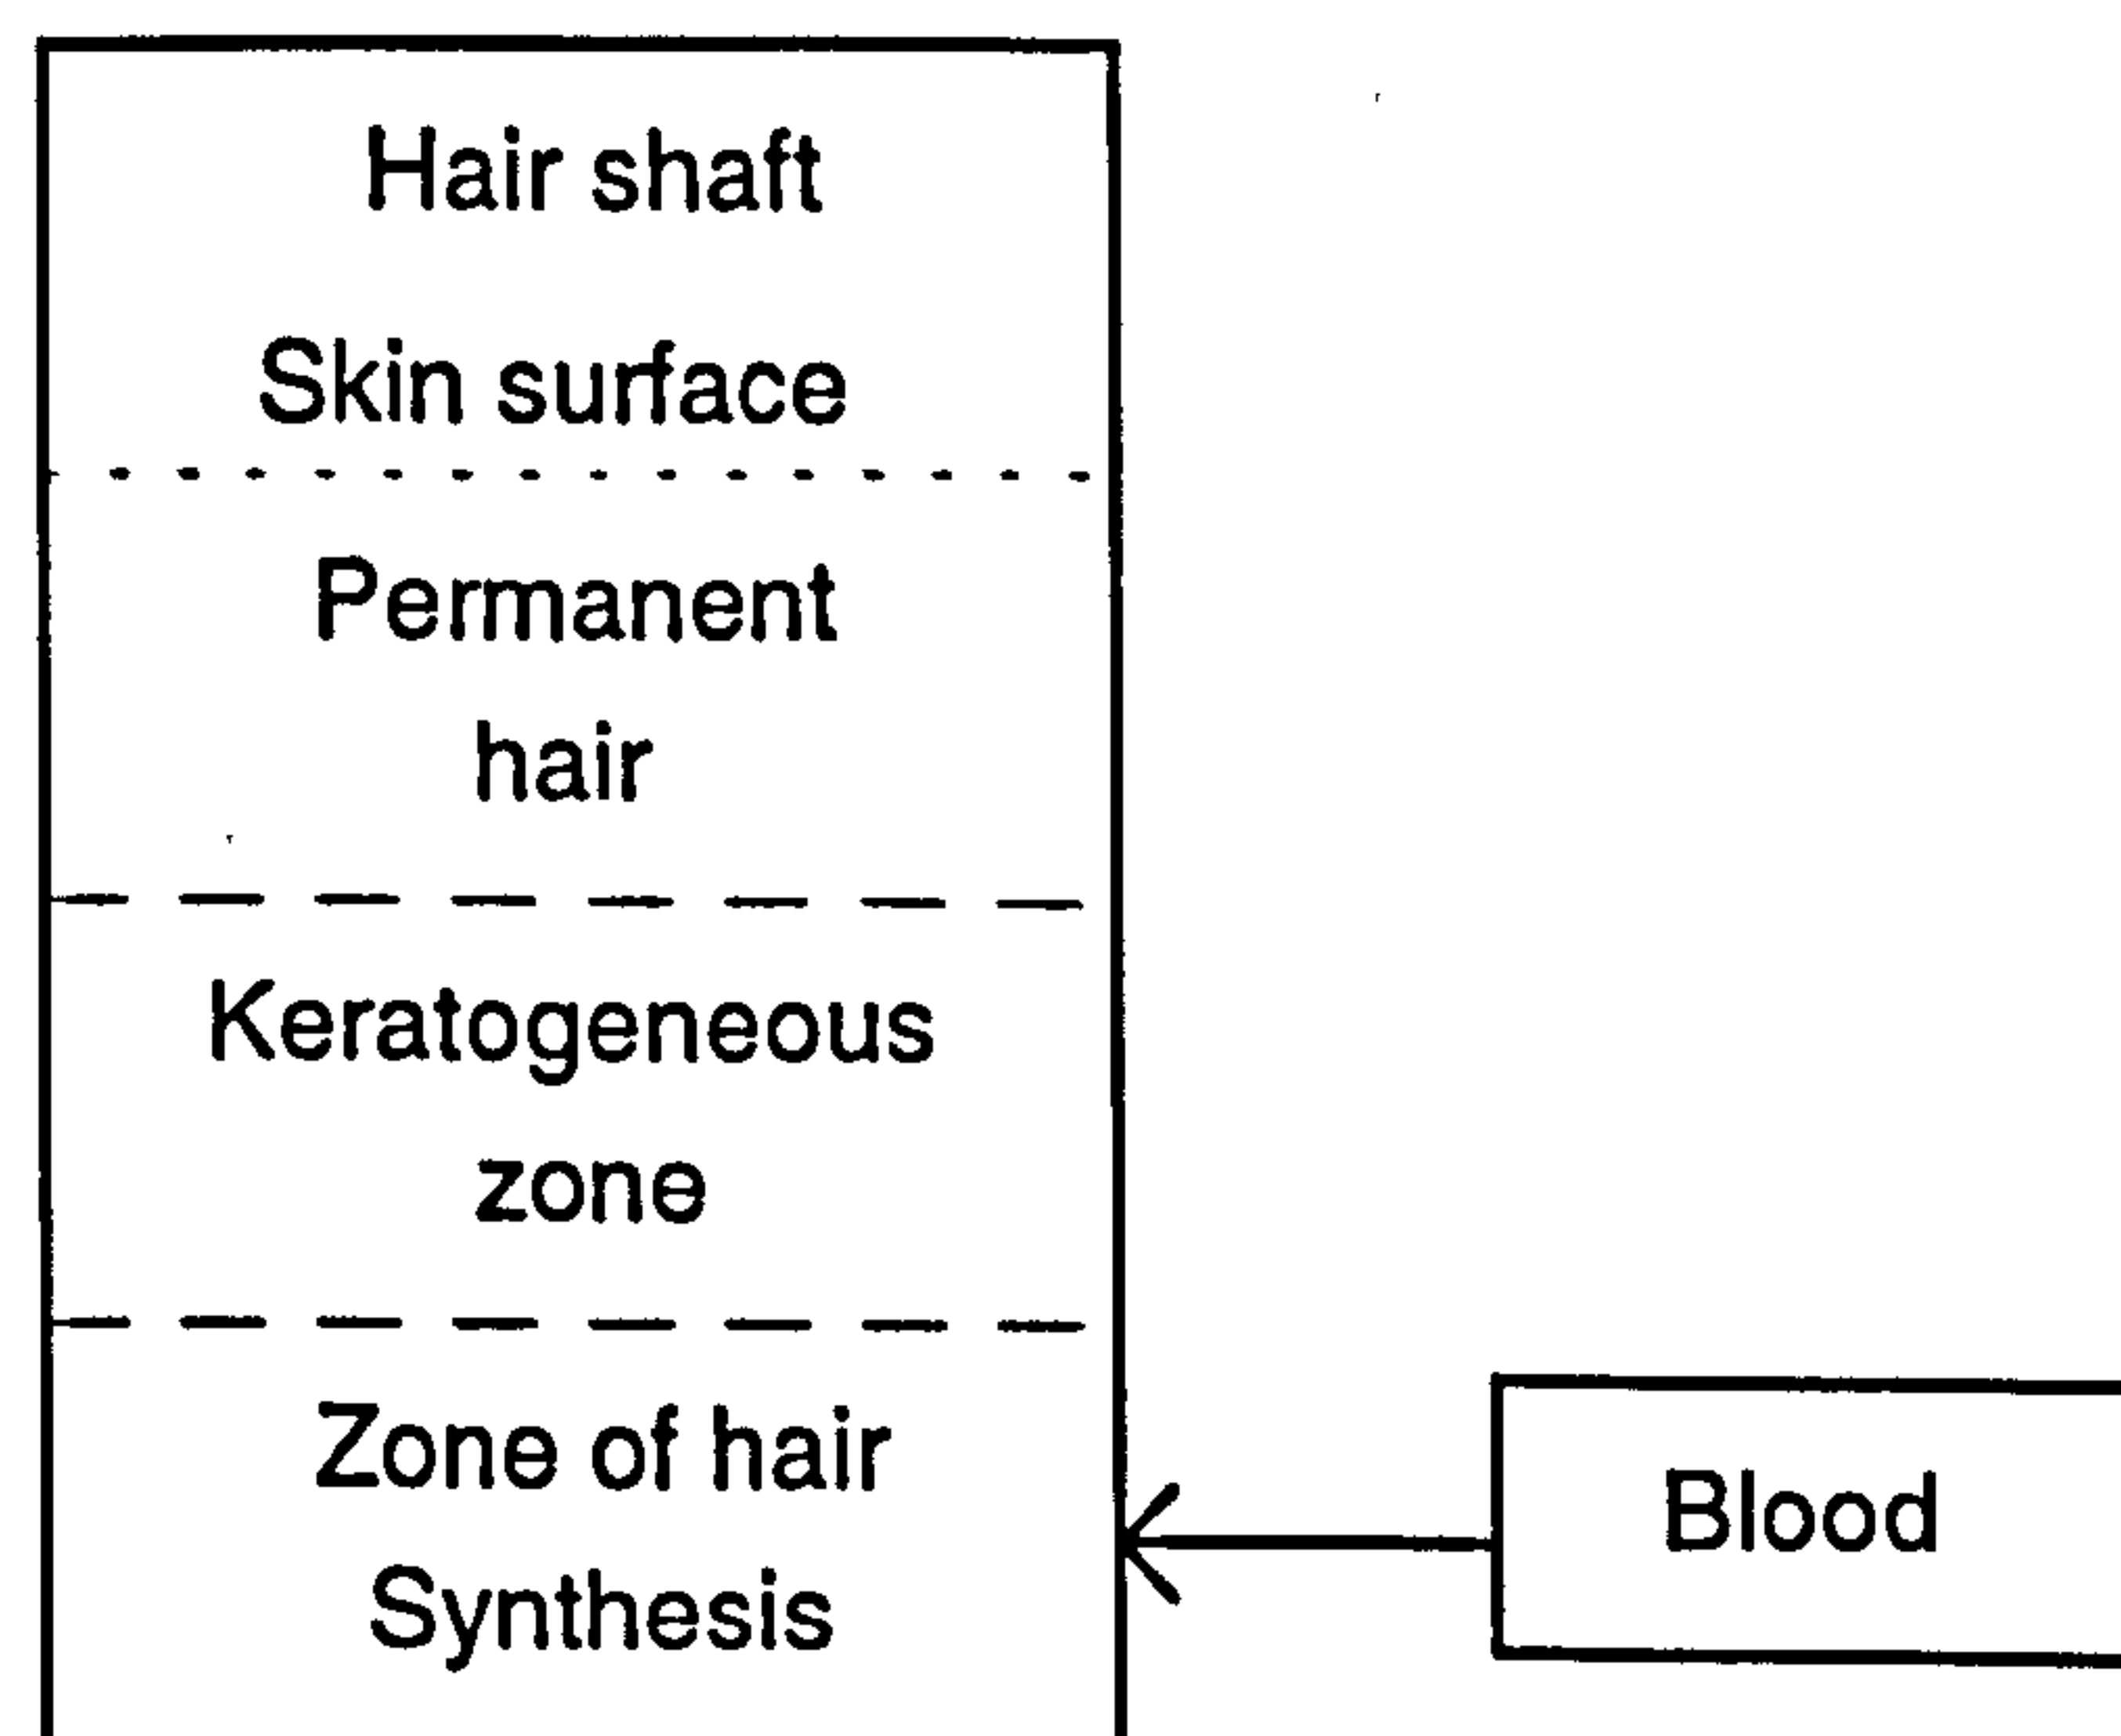 Hair shaft
Skin surface
Permanent
hair
Keratogeneous
zone
Zone of hair
Synthesis
Blood